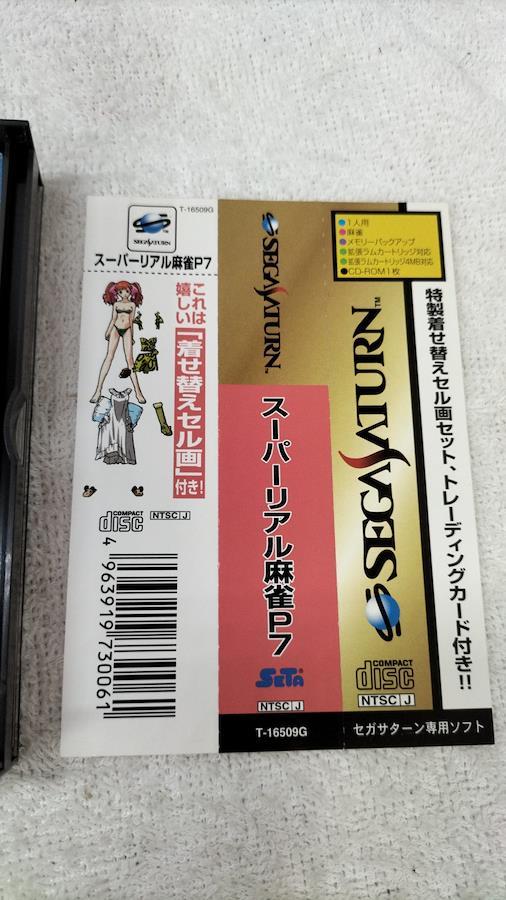 T-16509G
SEGA SATURN
スーパーリアル麻雀P7
これは
嬉しい「着せ替えセル画」付き!
COMPACT
disc
NTSC J
4 963919 730061
SEGA SATURN™
スーパーリアル麻雀P7
SETA
NTSC J
T-16509G
●1人用
●麻雀
●メモリーバックアップ
●拡張ラムカートリッジ対応
●拡張ラムカートリッジ4MB対応
●CD-ROM1枚
SEGA SATURN™
COMPACT
disc
NTSC J
セガサターン専用ソフト
特製着せ替えセル画セット、トレーディングカード付き!!